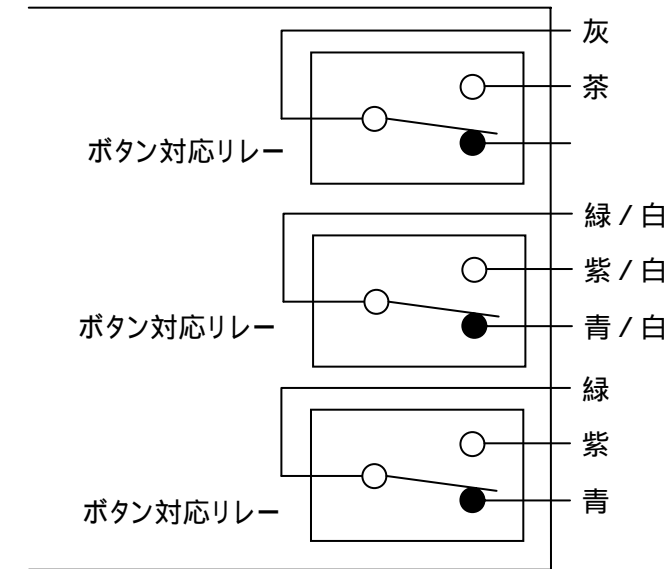 灰
茶
ボタン対応リレー
緑 / 白
紫 / 白
ボタン対応リレー
青 / 白
緑
紫
ボタン対応リレー
青